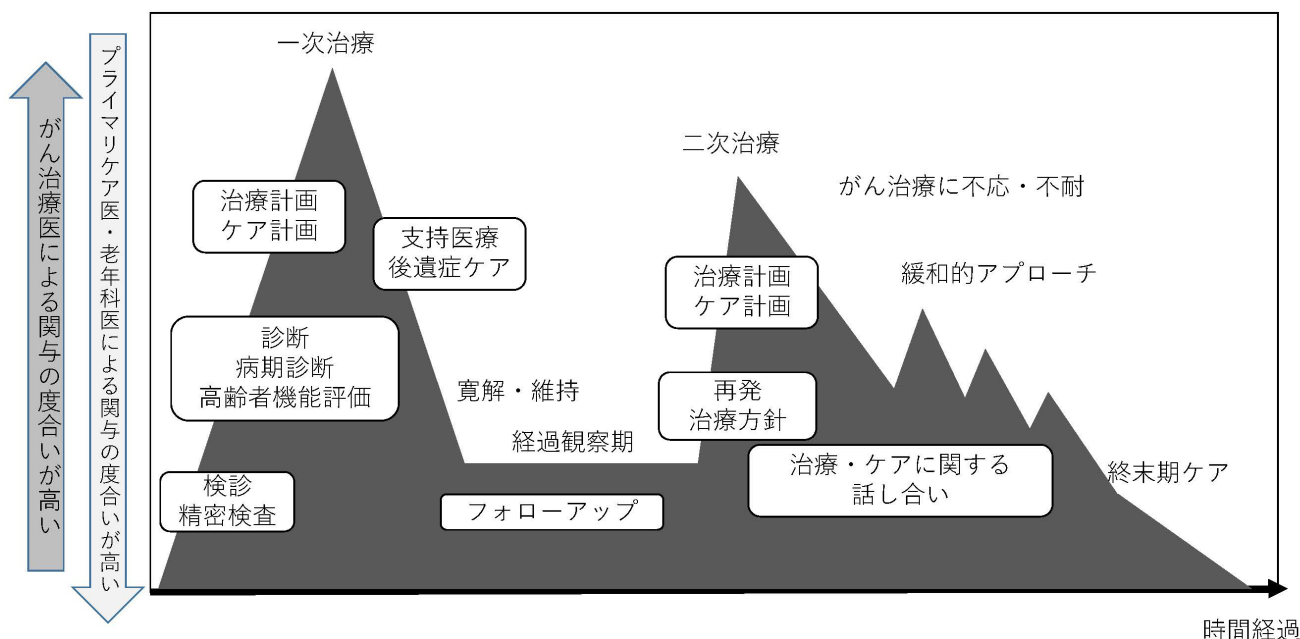 がん治療医による関与の度合いが高い
プライマリケア医・老年科医による関与の度合いが高い
一次治療
治療計画
ケア計画
支持医療
後遺症ケア
診断
病期診断
高齢者機能評価
検診
精密検査
寛解・維持
経過観察期
フォローアップ
二次治療
がん治療に不応・不耐
治療計画
ケア計画
緩和的アプローチ
再発
治療方針
治療・ケアに関する
話し合い
終末期ケア
時間経過